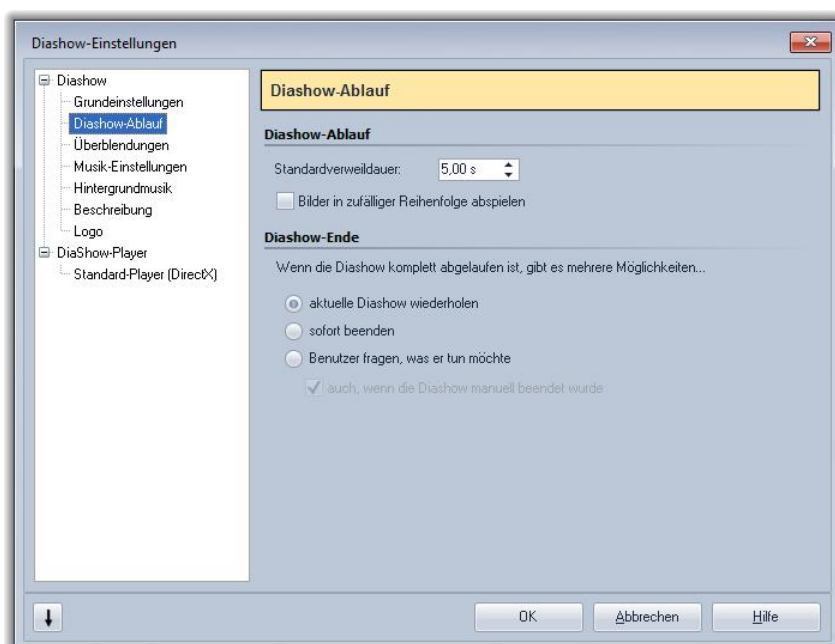 Diashow-Einstellungen
Diashow
Grundeinstellungen
Diashow-Ablauf
Überblendungen
Musik-Einstellungen
Hintergrundmusik
Beschreibung
Logo
DiaShow-Player
Standard-Player (DirectX)
Diashow-Ablauf
Diashow-Ablauf
Standardverweildauer:
5,00 s
Bilder in zufälliger Reihenfolge abspielen
Diashow-Ende
Wenn die Diashow komplett abgelaufen ist, gibt es mehrere Möglichkeiten...
aktuelle Diashow wiederholen
sofort beenden
Benutzer fragen, was er tun möchte
auch, wenn die Diashow manuell beendet wurde
OK
Abbrechen
Hilfe